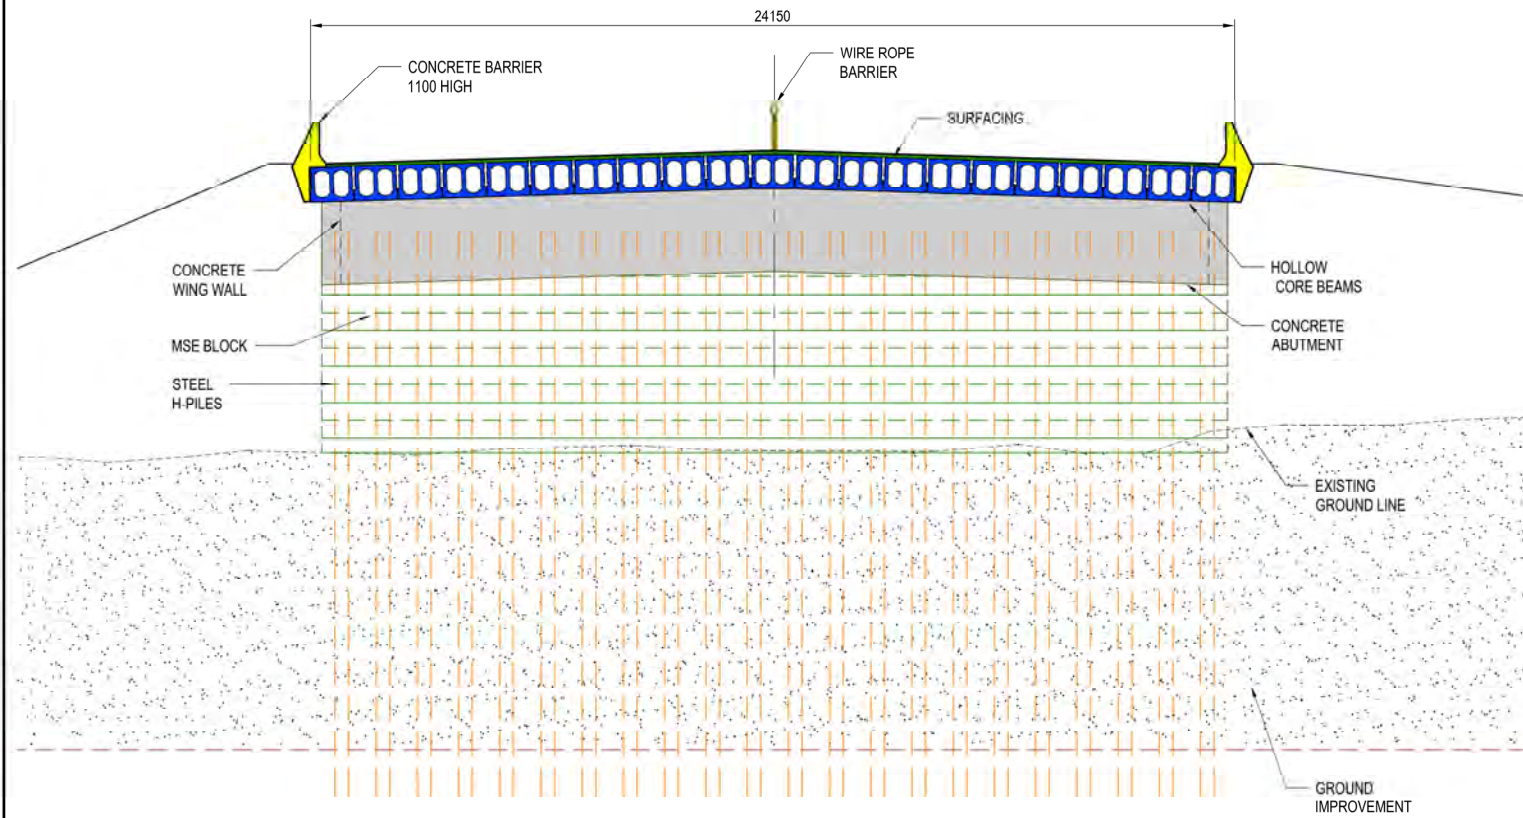 24150
CONCRETE BARRIER
1100 HIGH
WIRE ROPE
BARRIER
SURFACING
CONCRETE
WING WALL
HOLLOW
CORE BEAMS
MSE BLOCK
CONCRETE
ABUTMENT
STEEL
H-PILES
EXISTING
GROUND LINE
GROUND
IMPROVEMENT